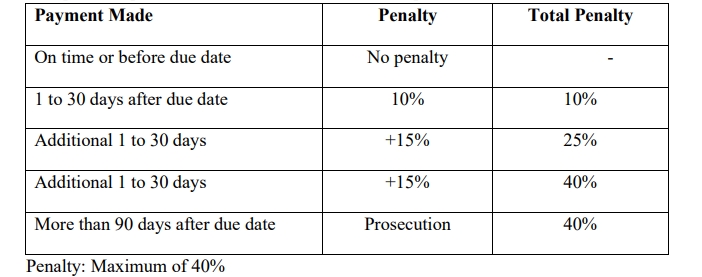 Payment Made Penalty Total Penalty
On time or before due date No penalty -
1 to 30 days after due date 10% 10%
Additional 1 to 30 days +15% 25%
Additional 1 to 30 days +15% 40%
More than 90 days after due date Prosecution 40%
Penalty: Maximum of 40%